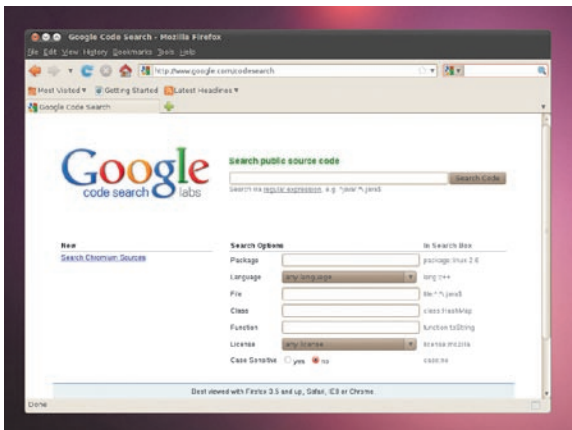 Google Code Search - Mozilla Firefox
File Edit View History Bookmarks Tools Help
http://www.google.com/codesearch
Most Visited Getting Started Latest Headlines
Google Code Search
Google
code search labs
Search public source code
Search Code
Search via regular expression, e.g. ^java/.*\.java$
New
Search Chromium Sources
Search Options
In Search Box
Package
package:linux-2.6
Language
any language
lang:c++
File
file:.*\.java$
Class
class:HashMap
Function
function:toString
License
any license
license:mozilla
Case Sensitive yes no
case:no
Best viewed with Firefox 3.5 and up, Safari, IE8 or Chrome.
Done